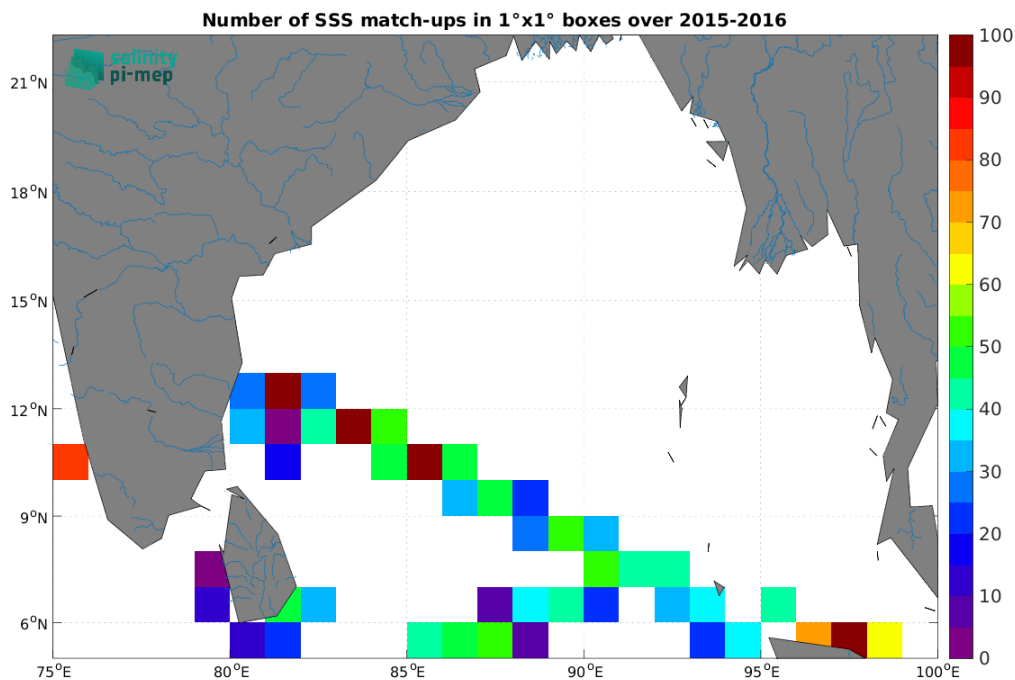 Number of SSS match-ups in 1°x1° boxes over 2015-2016
salinity
pi-mep
21°N
18°N
15°N
12°N
9°N
6°N
75°E 80°E 85°E 90°E 95°E 100°E
100
90
80
70
60
50
40
30
20
10
0